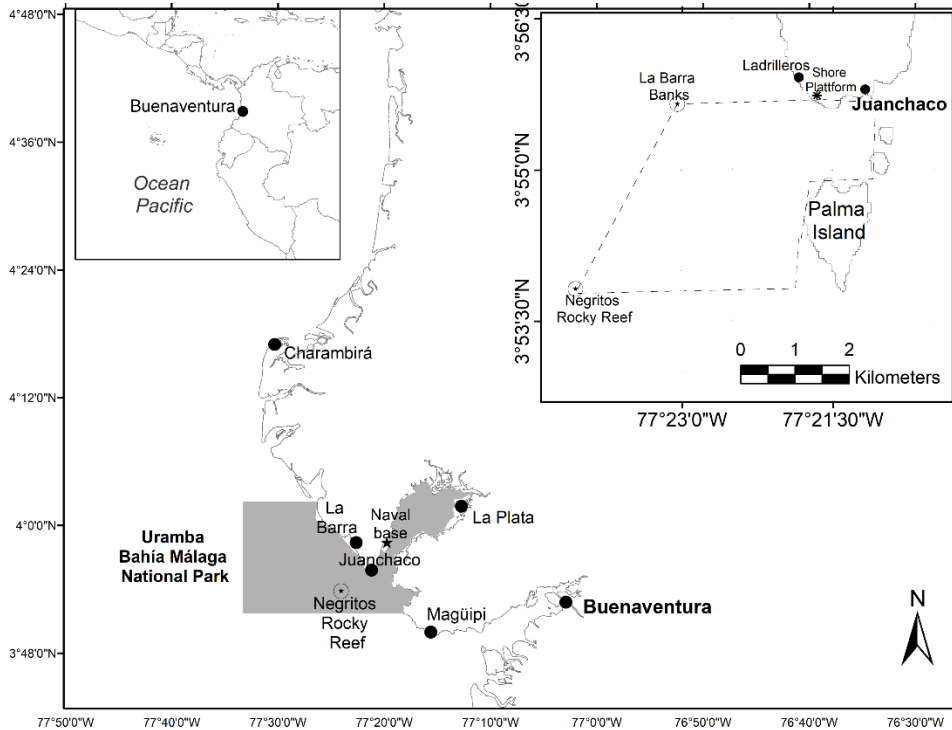 4°48'0"N
4°36'0"N
4°24'0"N
4°12'0"N
4°0'0"N
3°48'0"N
Buenaventura
Ocean
Pacific
Charambirá
Uramba
Bahía Málaga
National Park
La
Barra
Naval
base
La Plata
Juanchaco
Negritos
Rocky
Reef
Magüipi
Buenaventura
3°56'30"N
3°55'0"N
3°53'30"N
La Barra
Banks
Ladrilleros
Shore
Plattform
Juanchaco
Palma
Island
Negritos
Rocky Reef
0 1 2
Kilometers
77°23'0"W 77°21'30"W
N
77°50'0"W 77°40'0"W 77°30'0"W 77°20'0"W 77°10'0"W 77°0'0"W 76°50'0"W 76°40'0"W 76°30'0"W